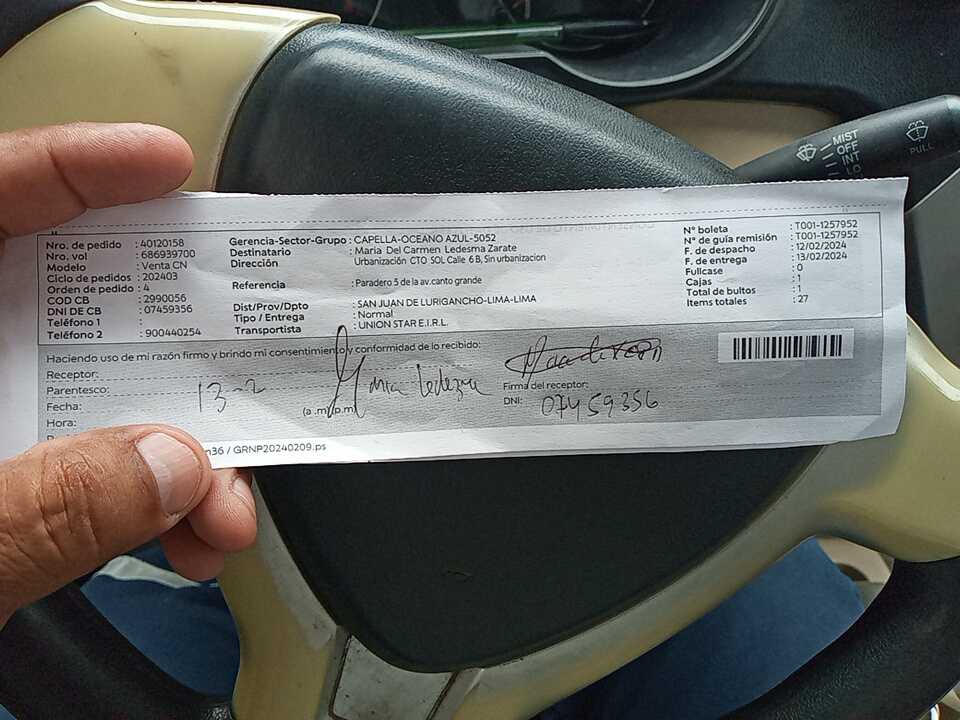 Nro. de pedido : 40120158
Nro. vol : 686939700
Modelo : Venta CN
Ciclo de pedidos : 202403
Orden de pedido : 4
COD CB : 2990056
DNI DE CB : 07459356
Teléfono 1 :
Teléfono 2 : 900440254
Gerencia-Sector-Grupo : CAPELLA-OCEANO AZUL-5052
Destinatario : Maria Del Carmen Ledesma Zarate
Dirección : Urbanización CTO SOL Calle 6 B, Sin urbanizacion
Referencia : Paradero 5 de la av.canto grande
Dist/Prov/Dpto : SAN JUAN DE LURIGANCHO-LIMA-LIMA
Tipo / Entrega : Normal
Transportista : UNION STAR E.I.R.L.
N° boleta : T001-1257952
N° de guía remisión : T001-1257952
F. de despacho : 12/02/2024
F. de entrega : 13/02/2024
Fullcase : 0
Cajas : 1
Total de bultos : 1
Items totales : 27
Haciendo uso de mi razón firmo y brindo mi consentimiento y conformidad de lo recibido:
Receptor:
Parentesco:
Fecha: 13-2
Hora: (a .m/p.m)
Maria Ledezma
Firma del receptor:
DNI: 07459356
n36 / GRNP20240209.ps
MIST
OFF
INT
LO
PULL